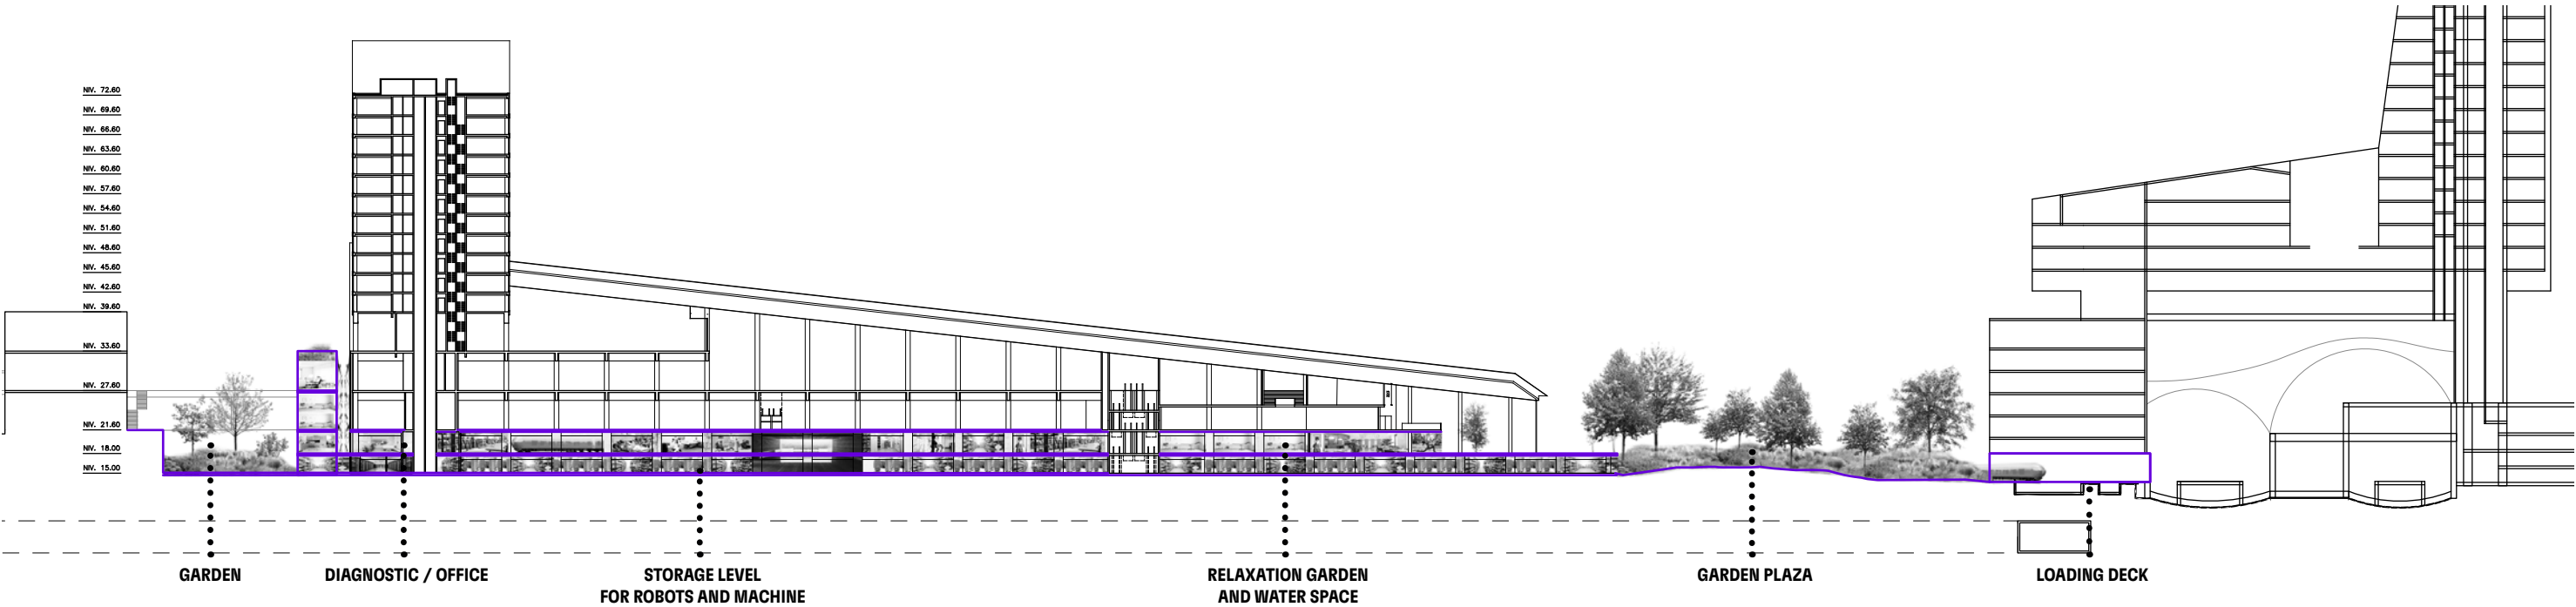 NIV. 72.60
NIV. 69.60
NIV. 66.60
NIV. 63.60
NIV. 60.60
NIV. 57.60
NIV. 54.60
NIV. 51.60
NIV. 48.60
NIV. 45.60
NIV. 42.60
NIV. 39.60
NIV. 33.60
NIV. 27.60
NIV. 21.60
NIV. 18.00
NIV. 15.00
GARDEN
DIAGNOSTIC / OFFICE
STORAGE LEVEL
FOR ROBOTS AND MACHINE
RELAXATION GARDEN
AND WATER SPACE
GARDEN PLAZA
LOADING DECK